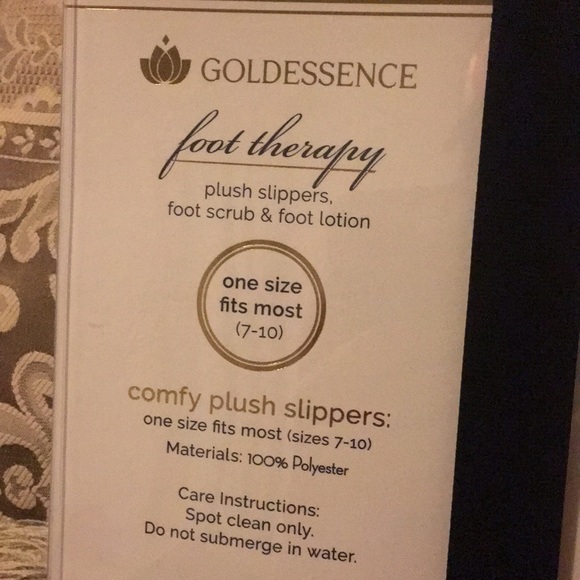 GOLDESSENCE
foot therapy
plush slippers,
foot scrub & foot lotion
one size
fits most
(7-10)
comfy plush slippers:
one size fits most (sizes 7-10)
Materials: 100% Polyester
Care Instructions:
Spot clean only.
Do not submerge in water.